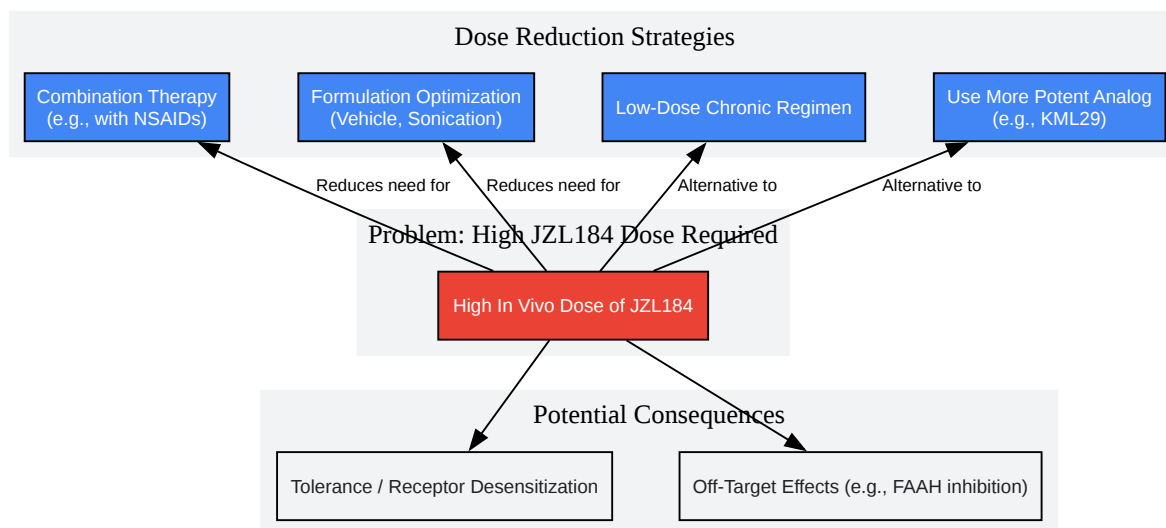 Dose Reduction Strategies
Combination Therapy
(e.g., with NSAIDs)
Formulation Optimization
(Vehicle, Sonication)
Low-Dose Chronic Regimen
Use More Potent Analog
(e.g., KML29)
Reduces need for
Reduces need for
Alternative to
Alternative to
Problem: High JZL184 Dose Required
High In Vivo Dose of JZL184
Potential Consequences
Tolerance / Receptor Desensitization
Off-Target Effects (e.g., FAAH inhibition)